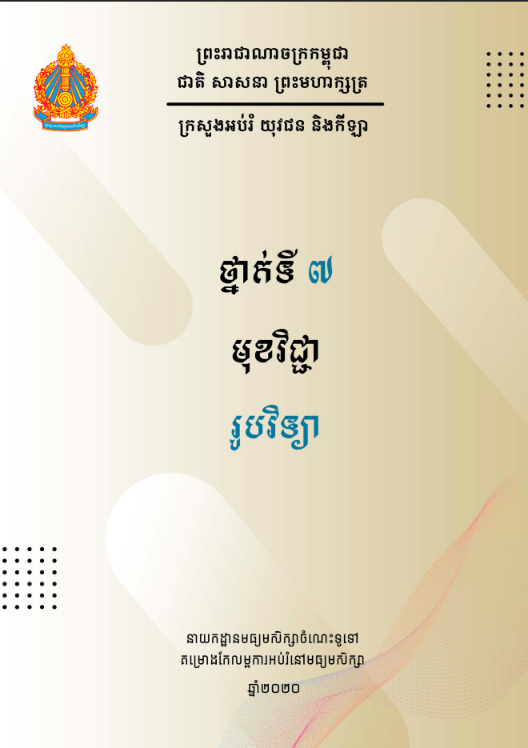 ព្រះរាជាណាចក្រកម្ពុជា
ជាតិ សាសនា ព្រះមហាក្សត្រ
ក្រសួងអប់រំ យុវជន និងកីឡា
ថ្នាក់ទី ៧
មុខវិជ្ជា
រូបវិទ្យា
នាយកដ្ឋានមធ្យមសិក្សាចំណេះទូទៅ
គម្រោងកែលម្អការអប់រំនៅមធ្យមសិក្សា
ឆ្នាំ២០២០